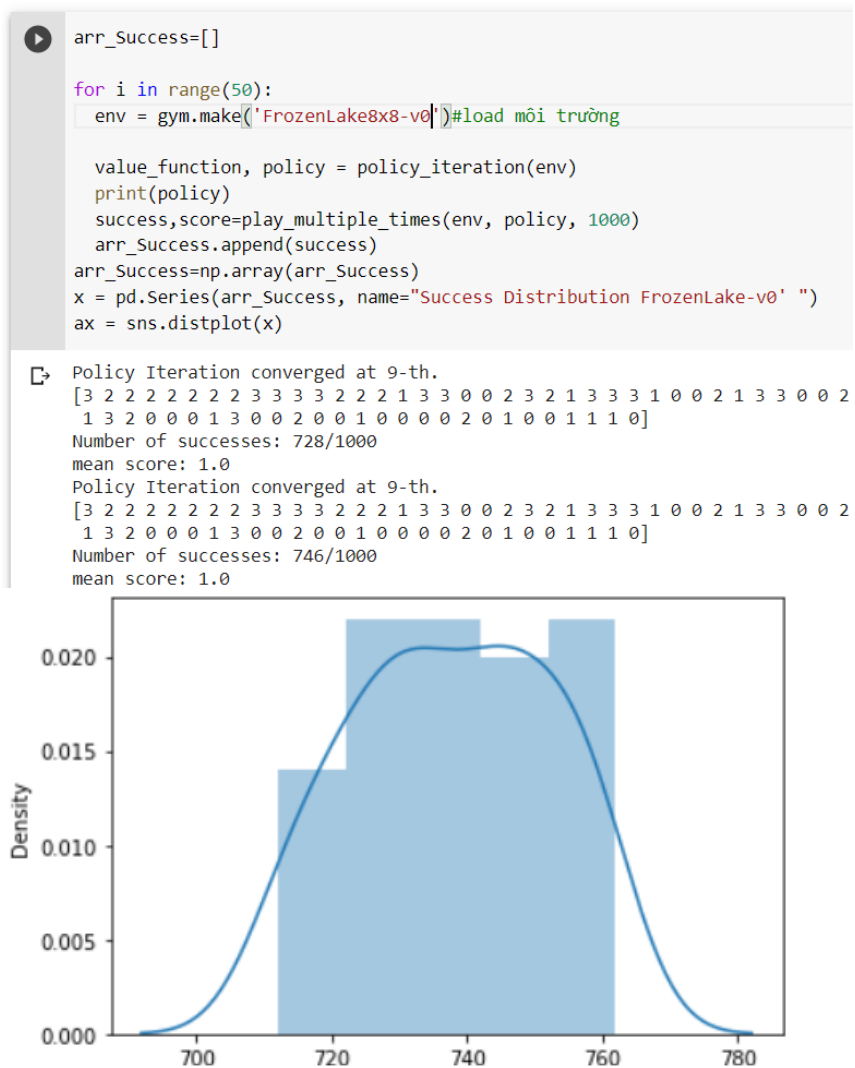 arr_Success=[]
for i in range(50):
env = gym.make('FrozenLake8x8-v0')#load môi trường
value_function, policy = policy_iteration(env)
print(policy)
success,score=play_multiple_times(env, policy, 1000)
arr_Success.append(success)
arr_Success=np.array(arr_Success)
x = pd.Series(arr_Success, name="Success Distribution FrozenLake-v0' ")
ax = sns.distplot(x)
Policy Iteration converged at 9-th.
[3 2 2 2 2 2 2 2 3 3 3 3 2 2 2 1 3 3 0 0 2 3 2 1 3 3 3 1 0 0 2 1 3 3 0 0 2
1 3 2 0 0 0 1 3 0 0 2 0 0 1 0 0 0 0 2 0 1 0 0 1 1 1 0]
Number of successes: 728/1000
mean score: 1.0
Policy Iteration converged at 9-th.
[3 2 2 2 2 2 2 2 3 3 3 3 2 2 2 1 3 3 0 0 2 3 2 1 3 3 3 1 0 0 2 1 3 3 0 0 2
1 3 2 0 0 0 1 3 0 0 2 0 0 1 0 0 0 0 2 0 1 0 0 1 1 1 0]
Number of successes: 746/1000
mean score: 1.0
0.020
0.015
Density
0.010
0.005
0.000
700 720 740 760 780